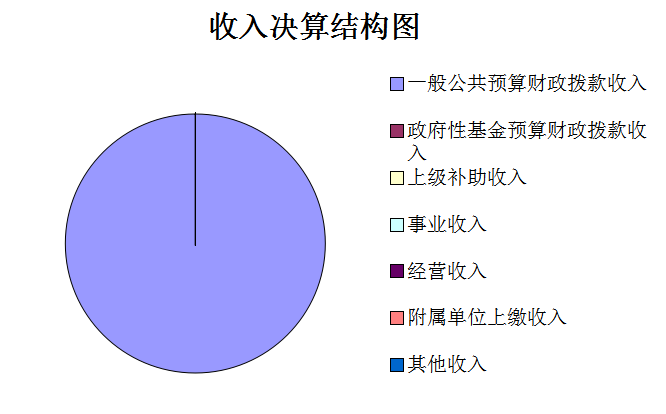 收入决算结构图
一般公共预算财政拨款收入
政府性基金预算财政拨款收
入
上级补助收入
事业收入
经营收入
附属单位上缴收入
其他收入